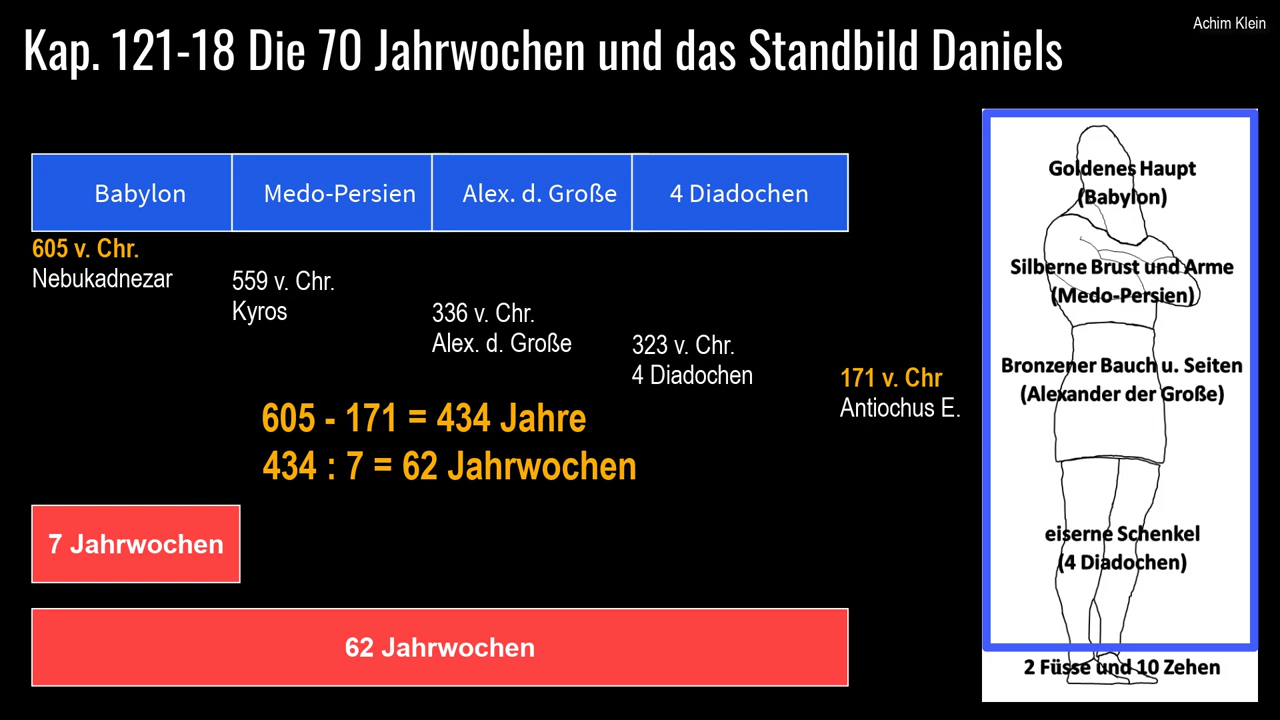 Achim Klein
Kap. 121-18 Die 70 Jahrwochen und das Standbild Daniels
Babylon
Medo-Persien
Alex. d. Große
4 Diadochen
605 v. Chr.
Nebukadnezar
559 v. Chr.
Kyros
336 v. Chr.
Alex. d. Große
323 v. Chr.
4 Diadochen
171 v. Chr
Antiochus E.
605 - 171 = 434 Jahre
434 : 7 = 62 Jahrwochen
7 Jahrwochen
62 Jahrwochen
Goldenes Haupt
(Babylon)
Silberne Brust und Arme
(Medo-Persien)
Bronzener Bauch u. Seiten
(Alexander der Große)
eiserne Schenkel
(4 Diadochen)
2 Füsse und 10 Zehen